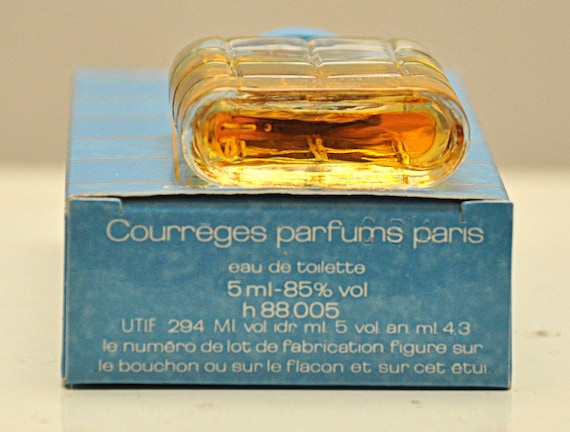 Courreges parfums paris
eau de toilette
5 ml-85% vol
h 88.005
UTIF 294 MI. vol idr ml. 5 vol an ml 4,3
le numéro de lot de fabrication figure sur
le bouchon ou sur le flacon et sur cet étui